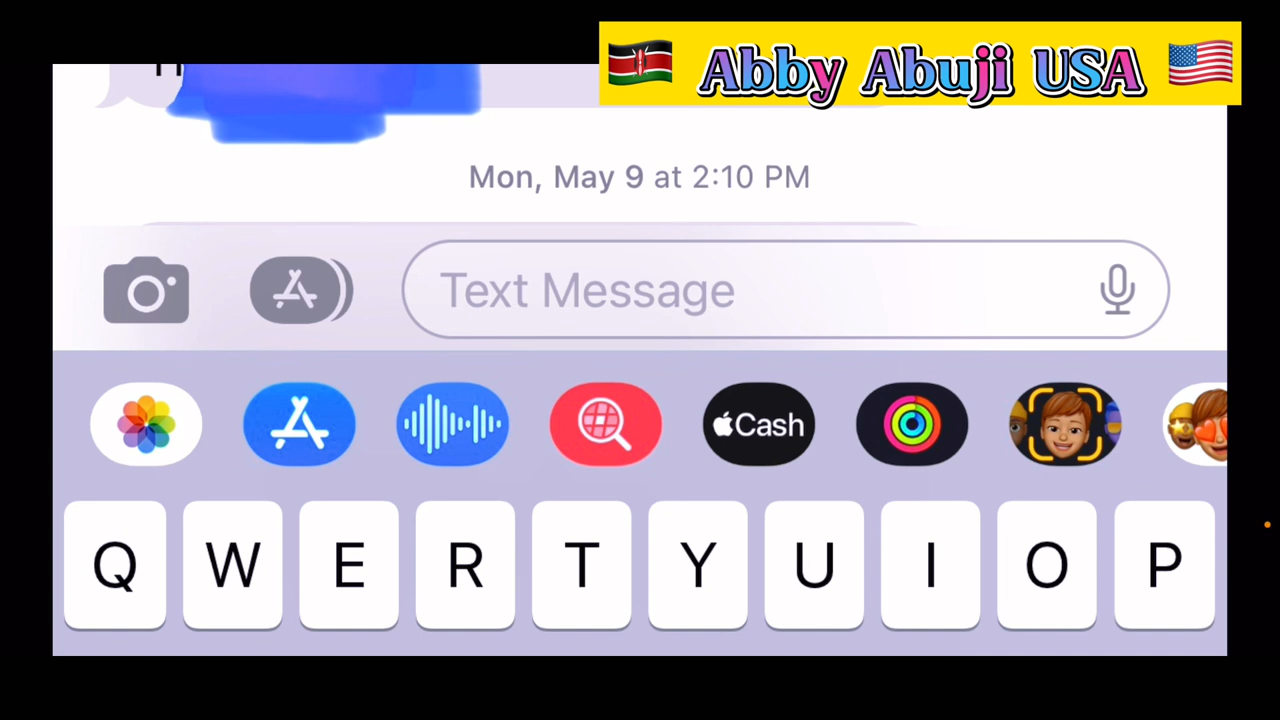 Abby Abuji USA
Mon, May 9 at 2:10 PM
Text Message
Cash
Q W E R T Y U I O P